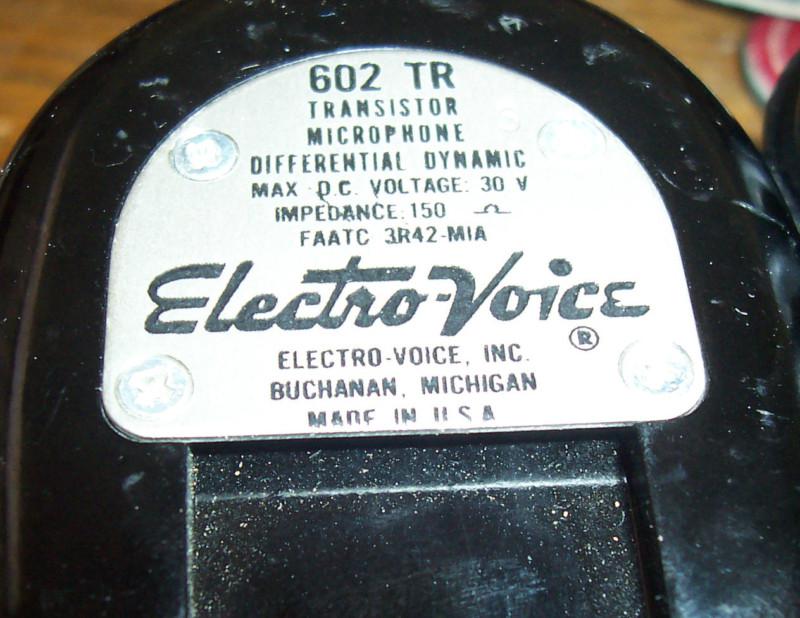 602 TR
TRANSISTOR
MICROPHONE
DIFFERENTIAL DYNAMIC
MAX D.C. VOLTAGE: 30 V
IMPEDANCE: 150 Ω
FAATC 3R42-MIA
Electro-Voice
®
ELECTRO-VOICE, INC.
BUCHANAN, MICHIGAN
MADE IN U.S.A.